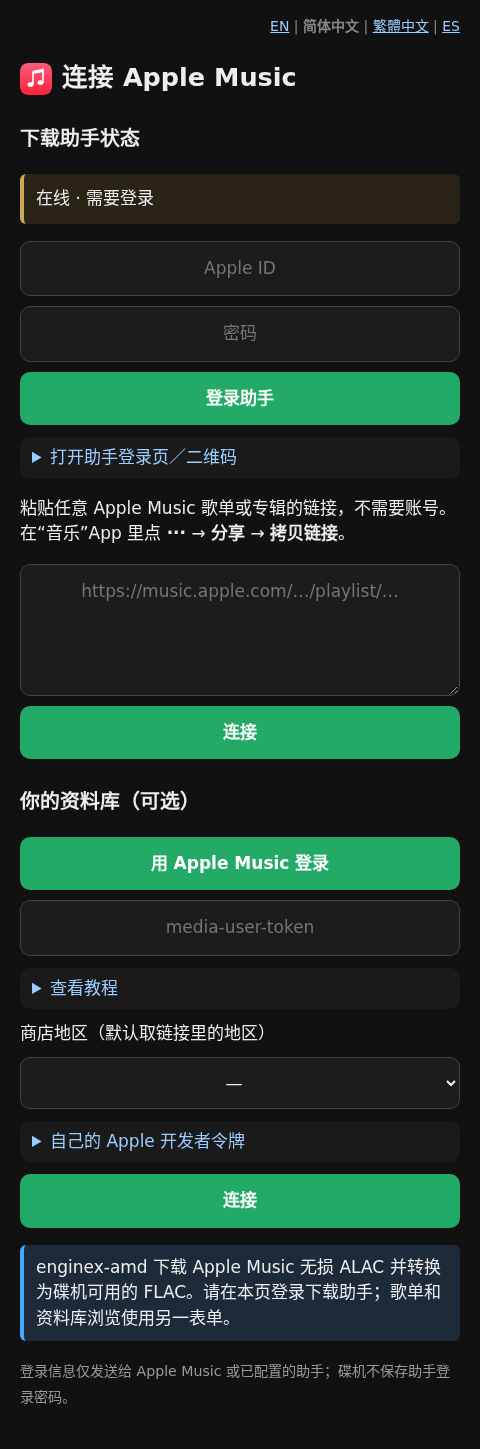 EN | 简体中文 | 繁體中文 | ES
连接 Apple Music
下载助手状态
在线 · 需要登录
Apple ID
密码
登录助手
▶ 打开助手登录页／二维码
粘贴任意 Apple Music 歌单或专辑的链接，不需要账号。
在“音乐”App 里点 ··· → 分享 → 拷贝链接。
https://music.apple.com/…/playlist/…
连接
你的资料库（可选）
用 Apple Music 登录
media-user-token
▶ 查看教程
商店地区（默认取链接里的地区）
—
▶ 自己的 Apple 开发者令牌
连接
enginex-amd 下载 Apple Music 无损 ALAC 并转换
为碟机可用的 FLAC。请在本页登录下载助手；歌单和
资料库浏览使用另一表单。
登录信息仅发送给 Apple Music 或已配置的助手；碟机不保存助手登
录密码。